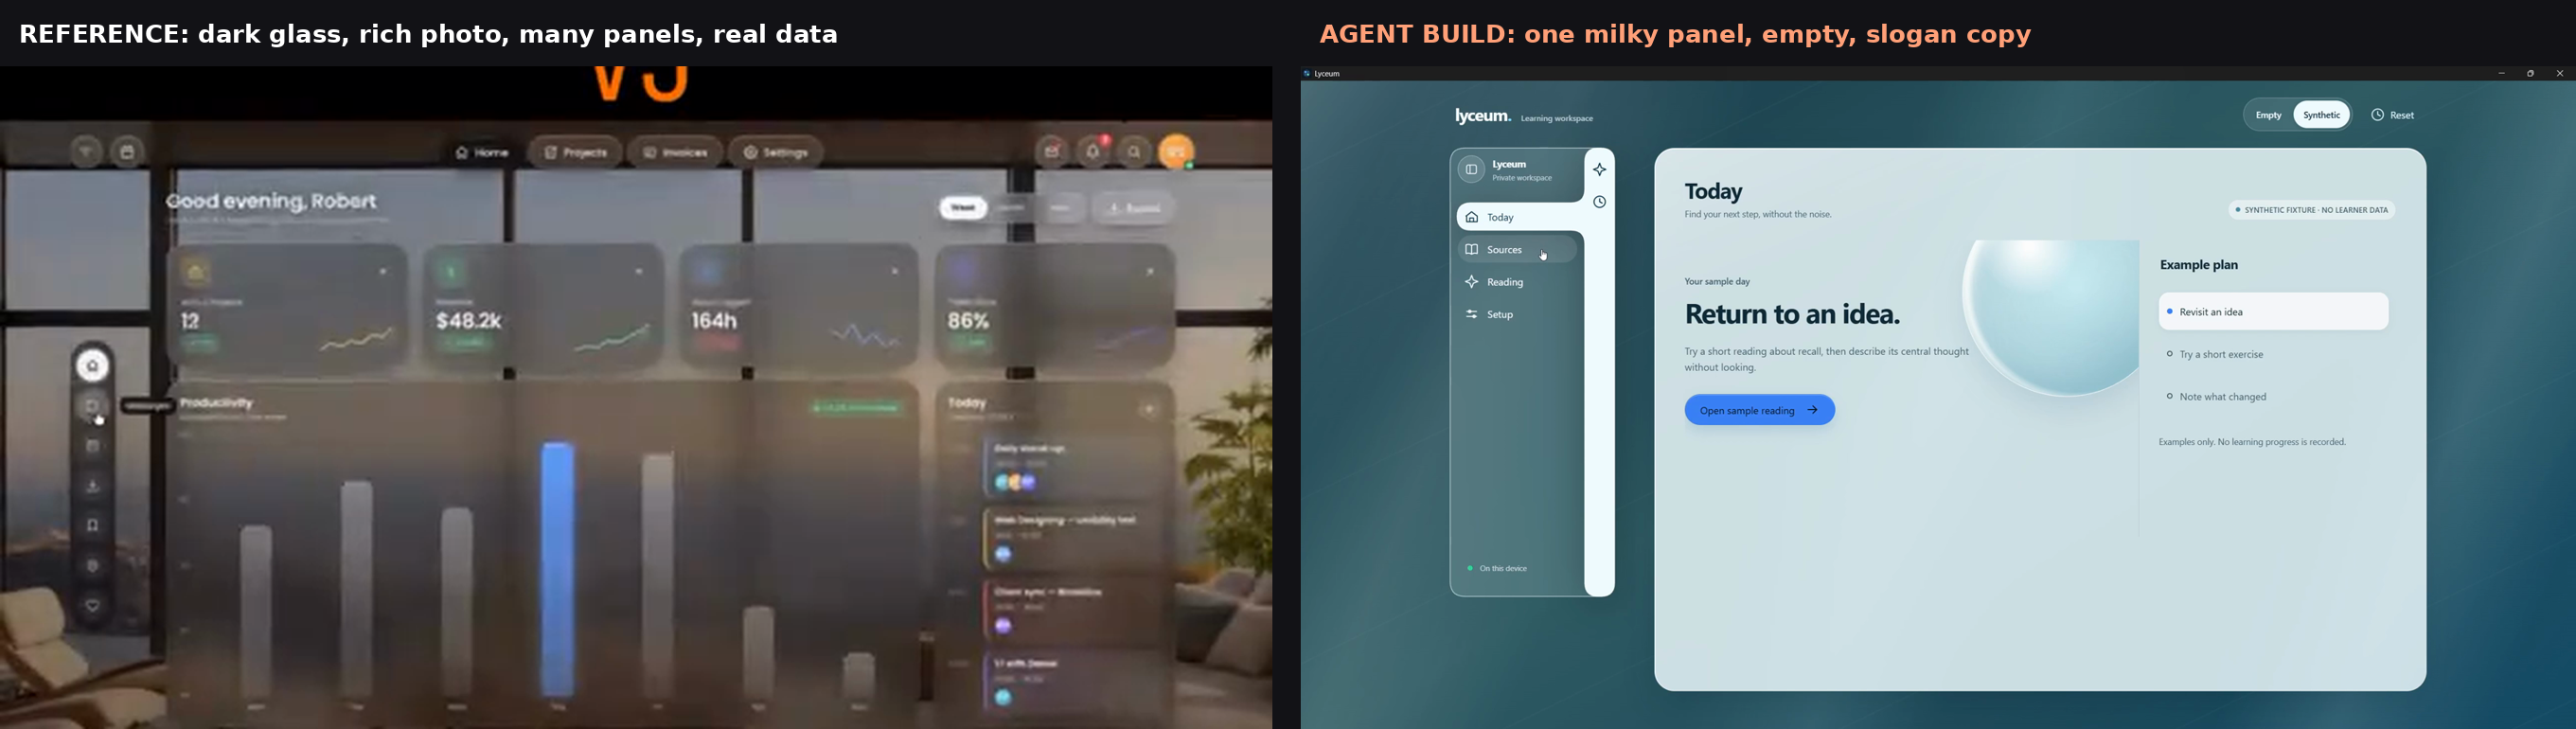 REFERENCE: dark glass, rich photo, many panels, real data
AGENT BUILD: one milky panel, empty, slogan copy
Home
Projects
Invoices
Settings
Good evening, Robert
Week
12
$48.2k
164h
86%
Productivity
Today
Lyceum
lyceum.
Learning workspace
Empty
Synthetic
Reset
Lyceum
Private workspace
Today
Sources
Reading
Setup
On this device
Today
Find your next step, without the noise.
SYNTHETIC FIXTURE · NO LEARNER DATA
Your sample day
Return to an idea.
Try a short reading about recall, then describe its central thought
without looking.
Open sample reading
Example plan
Revisit an idea
Try a short exercise
Note what changed
Examples only. No learning progress is recorded.